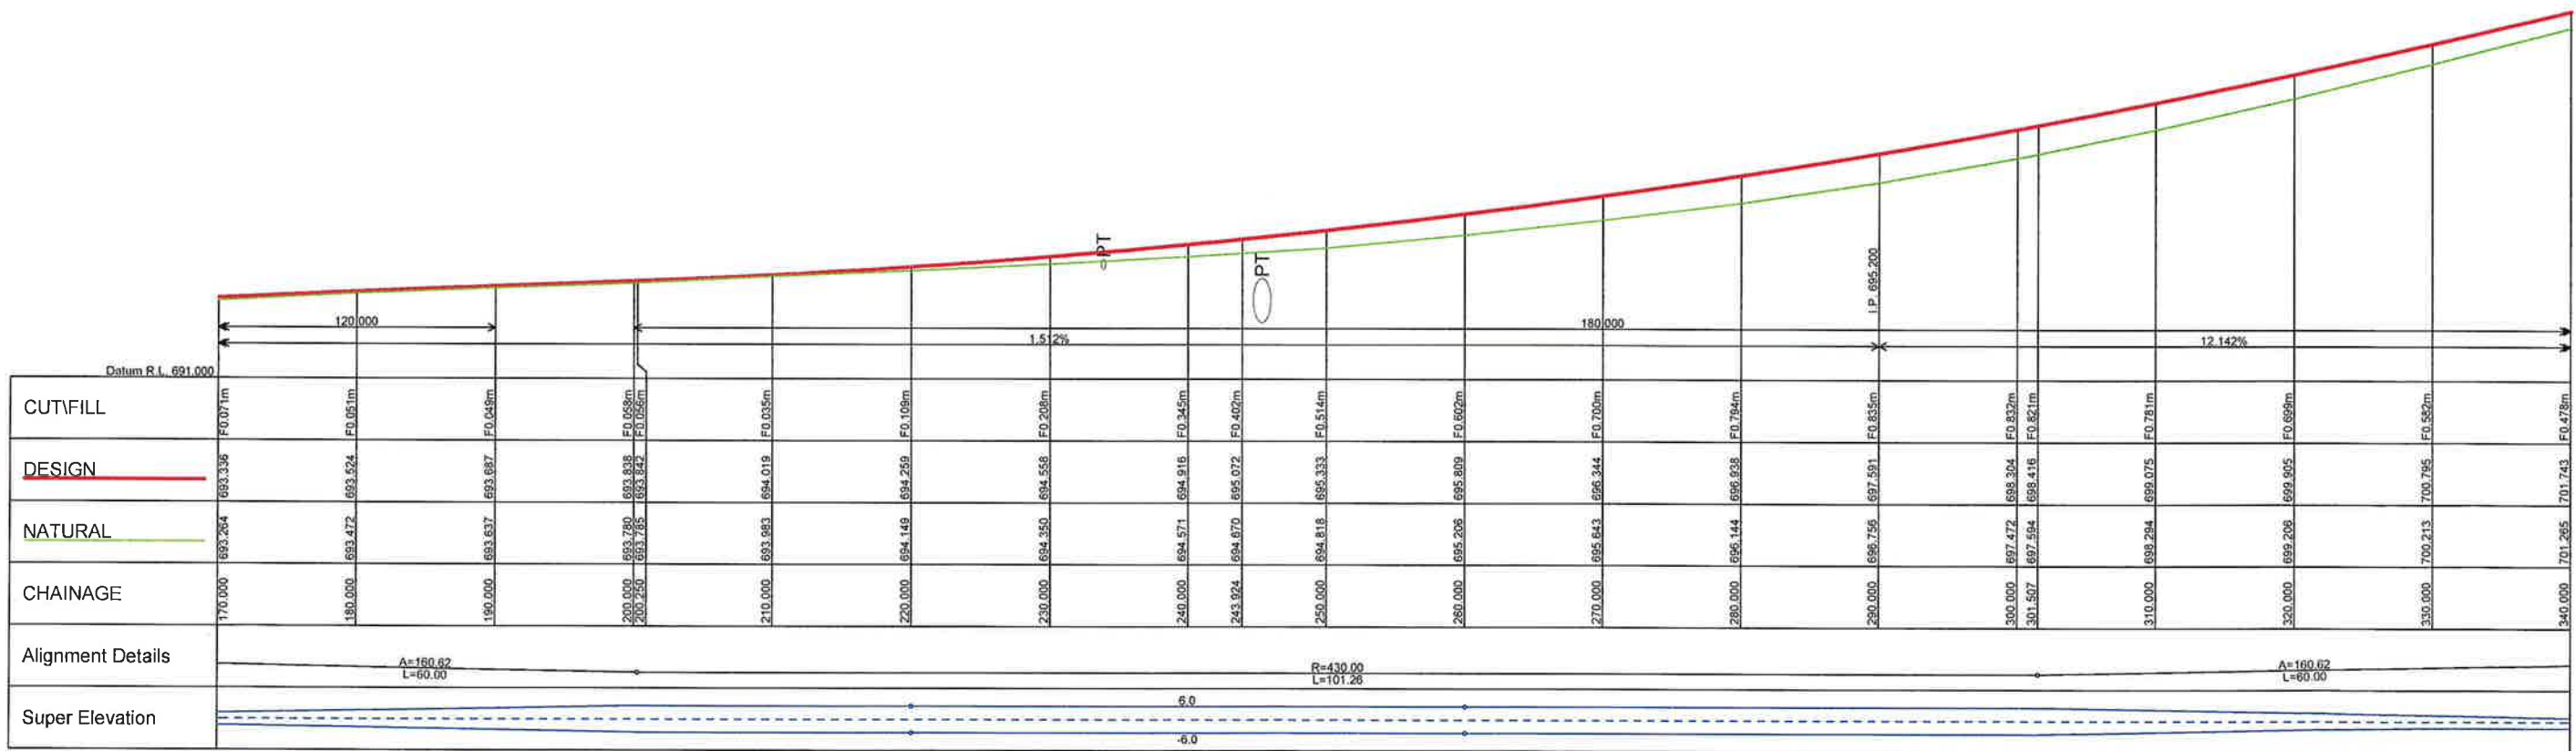 PT
PT
I.P. 695.200
120.000
180.000
1.512%
12.142%
Datum R.L. 691.000
CUT\FILL
F0.071m F0.051m F0.049m F0.058m F0.056m F0.035m F0.109m F0.208m F0.345m F0.402m F0.514m F0.602m F0.700m F0.794m F0.835m F0.832m F0.821m F0.781m F0.699m F0.582m F0.478m
DESIGN
693.336 693.524 693.687 693.838 693.842 694.019 694.259 694.558 694.916 695.072 695.333 695.809 696.344 696.938 697.591 698.304 698.416 699.075 699.905 700.795 701.743
NATURAL
693.264 693.472 693.637 693.780 693.785 693.983 694.149 694.350 694.571 694.670 694.818 695.206 695.643 696.144 696.756 697.472 697.594 698.294 699.206 700.213 701.265
CHAINAGE
170.000 180.000 190.000 200.000 200.250 210.000 220.000 230.000 240.000 243.924 250.000 260.000 270.000 280.000 290.000 300.000 301.507 310.000 320.000 330.000 340.000
Alignment Details
A=160.62
L=60.00
R=430.00
L=101.26
A=160.62
L=60.00
Super Elevation
6.0
-6.0